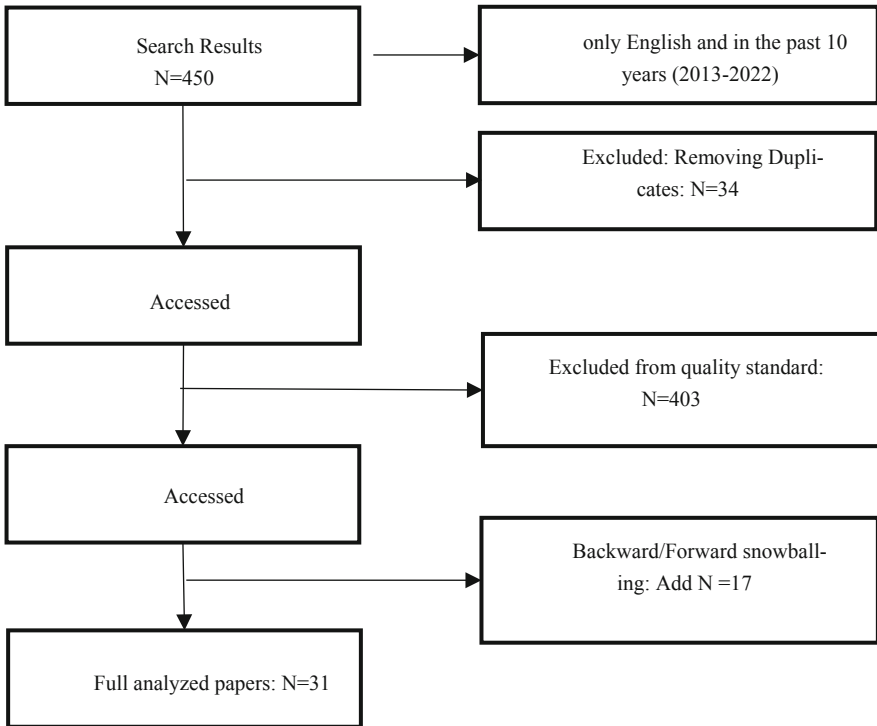 Search Results
N=450
only English and in the past 10
years (2013-2022)
Excluded: Removing Dupli-
cates: N=34
Accessed
Excluded from quality standard:
N=403
Accessed
Backward/Forward snowball-
ing: Add N =17
Full analyzed papers: N=31